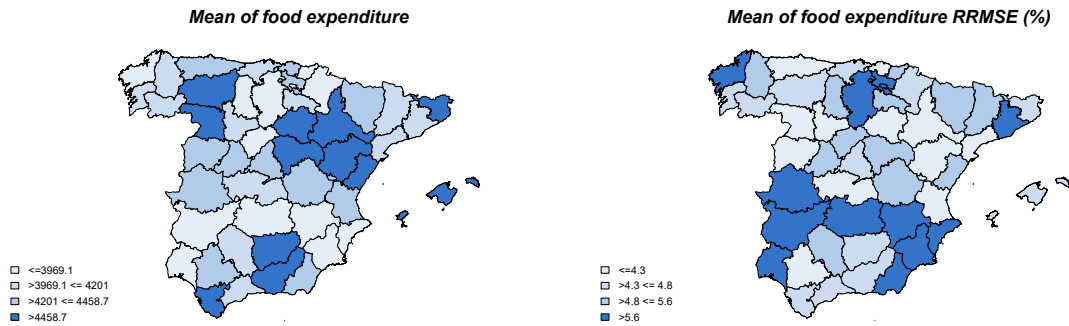 Mean of food expenditure
<=3969.1
>3969.1 <= 4201
>4201 <= 4458.7
>4458.7
Mean of food expenditure RRMSE (%)
<=4.3
>4.3 <= 4.8
>4.8 <= 5.6
>5.6